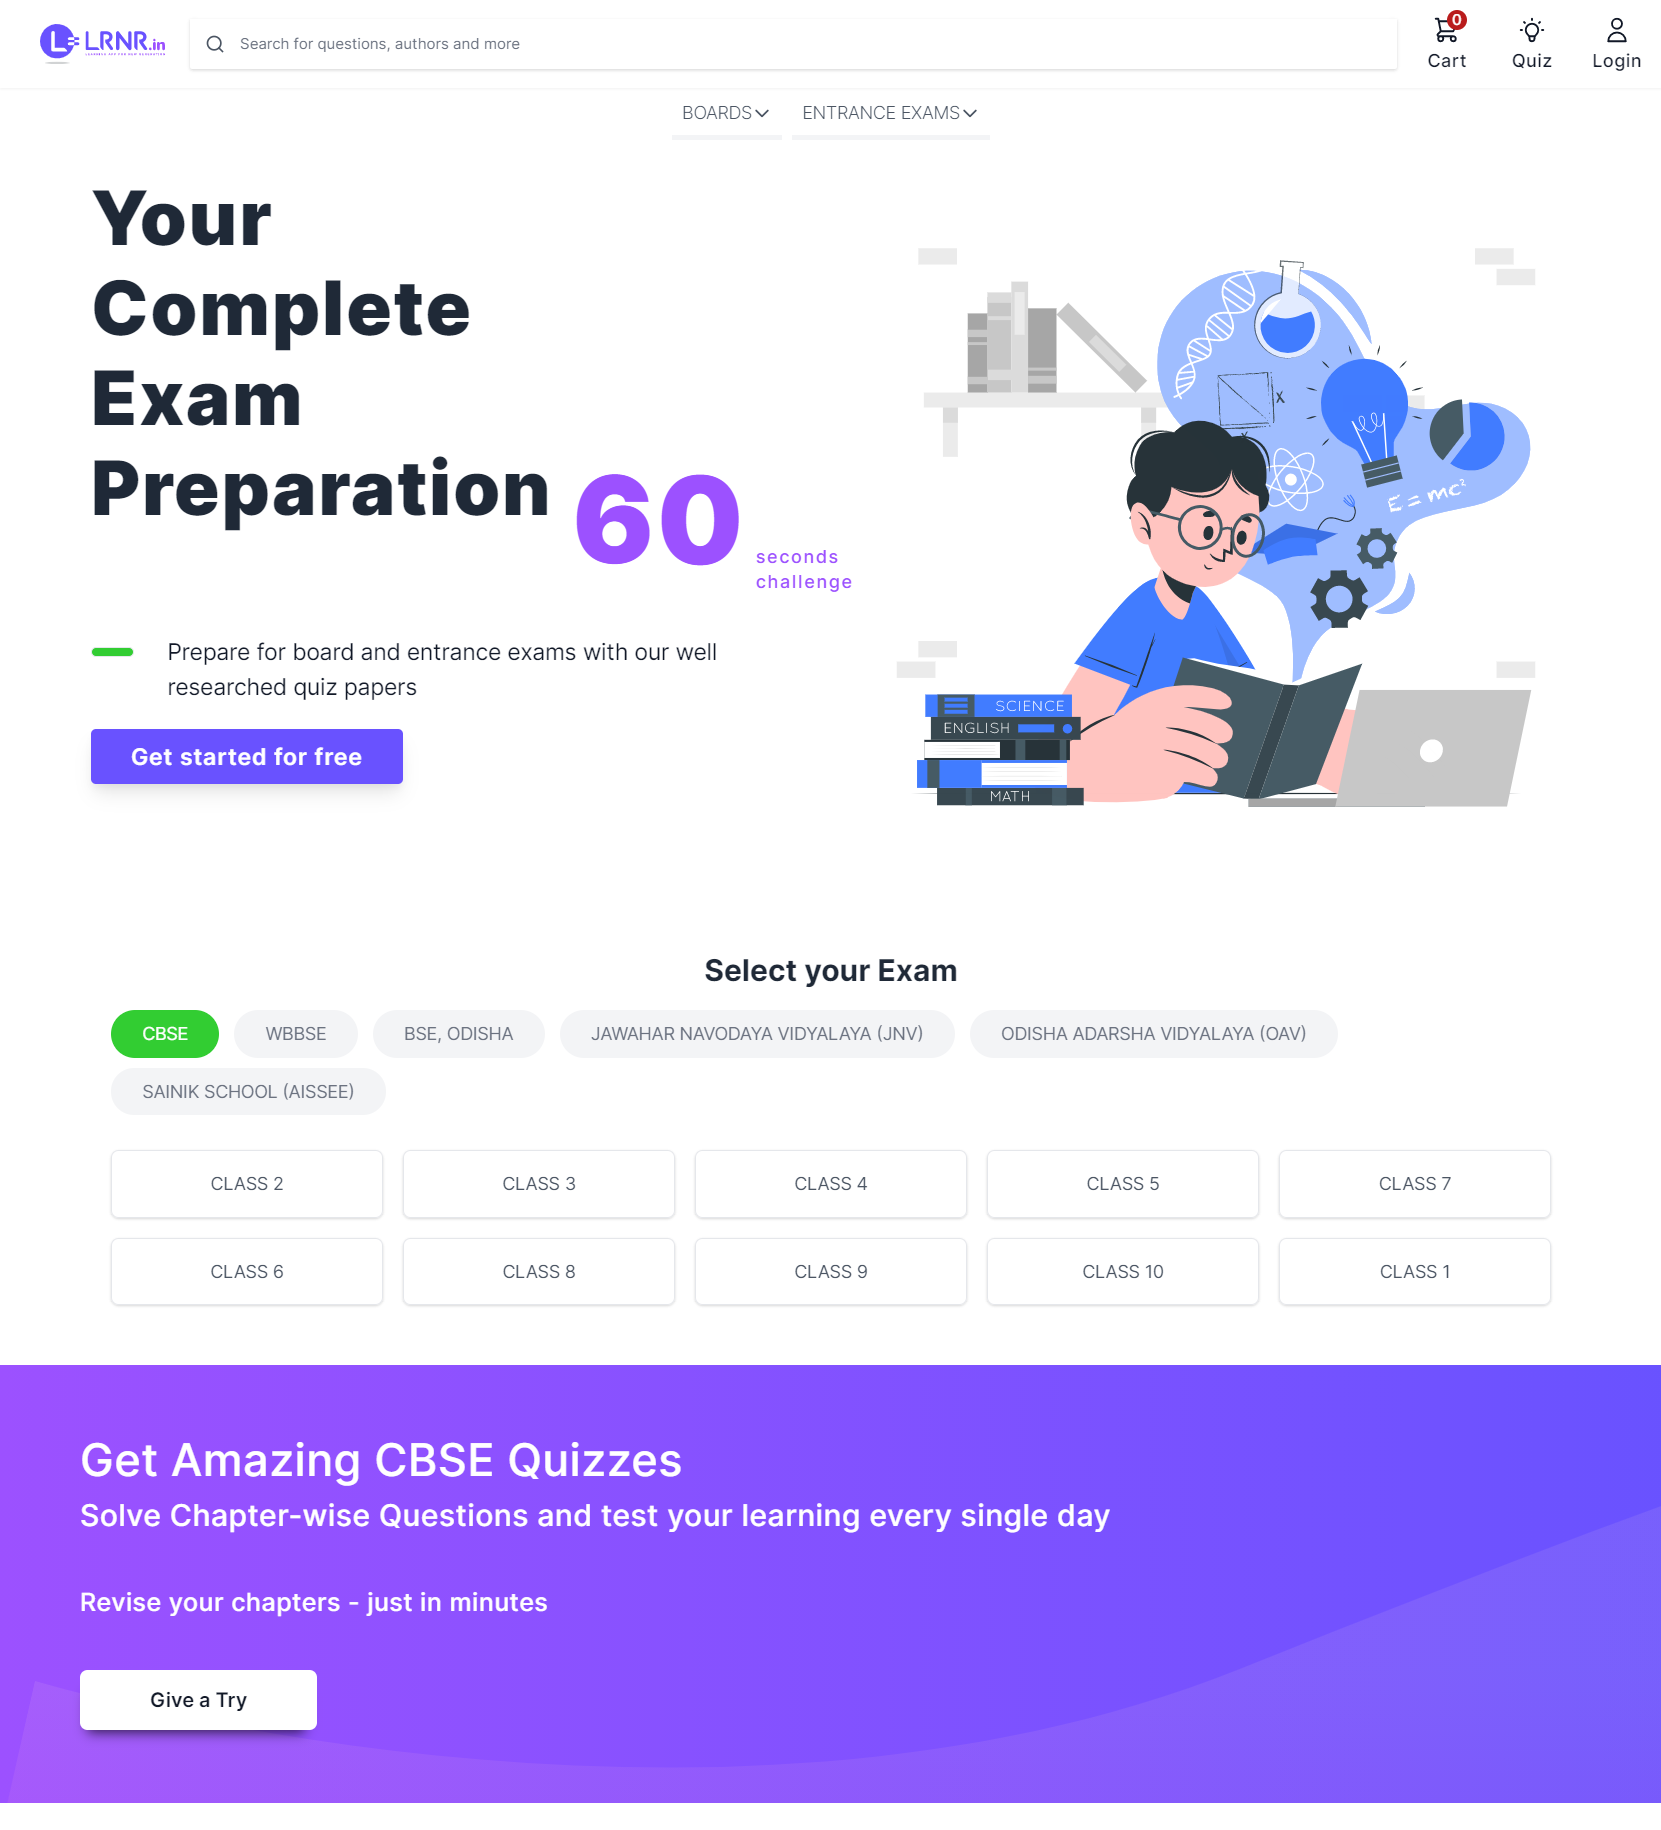 LRNR.in
Search for questions, authors and more
0
Cart
Quiz
Login
BOARDS
ENTRANCE EXAMS
Your
Complete
Exam
Preparation
60
seconds
challenge
Prepare for board and entrance exams with our well
researched quiz papers
Get started for free
X
E = mc²
SCIENCE
ENGLISH
MATH
Select your Exam
CBSE
WBBSE
BSE, ODISHA
JAWAHAR NAVODAYA VIDYALAYA (JNV)
ODISHA ADARSHA VIDYALAYA (OAV)
SAINIK SCHOOL (AISSEE)
CLASS 2
CLASS 3
CLASS 4
CLASS 5
CLASS 7
CLASS 6
CLASS 8
CLASS 9
CLASS 10
CLASS 1
Get Amazing CBSE Quizzes
Solve Chapter-wise Questions and test your learning every single day
Revise your chapters - just in minutes
Give a Try